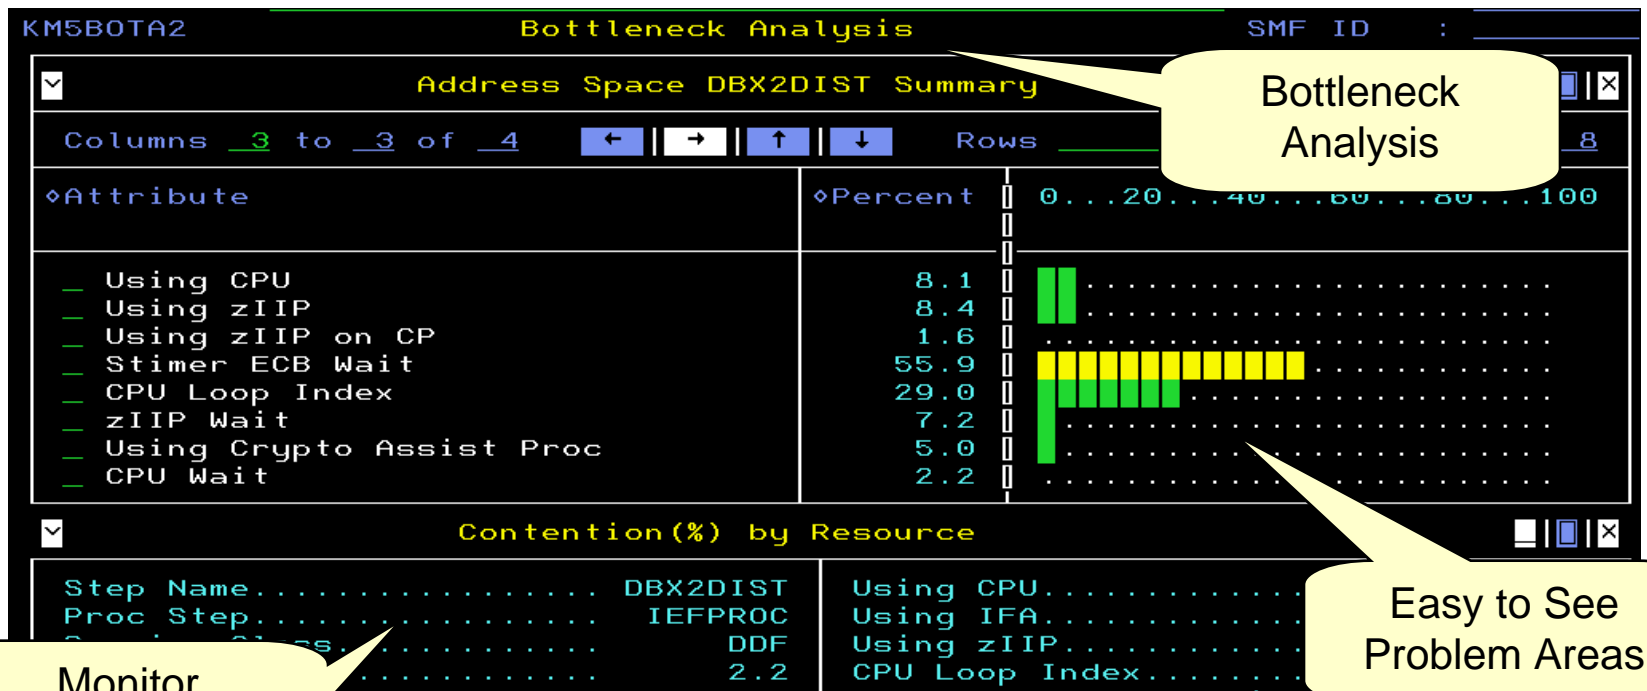 KM5BOTA2 Bottleneck Analysis SMF ID :
Address Space DBX2DIST Summary
Bottleneck
Analysis
Columns 3 to 3 of 4 ← | → | ↑ | ↓ Rows 8
◇Attribute ◇Percent 0...20...40...60...80...100
_ Using CPU 8.1
_ Using zIIP 8.4
_ Using zIIP on CP 1.6
_ Stimer ECB Wait 55.9
_ CPU Loop Index 29.0
_ zIIP Wait 7.2
_ Using Crypto Assist Proc 5.0
_ CPU Wait 2.2
Contention(%) by Resource
Step Name................. DBX2DIST Using CPU............
Proc Step................. IEFPROC Using IFA............
DDF Using zIIP...........
2.2 CPU Loop Index.......
Easy to See
Problem Areas
Monitor